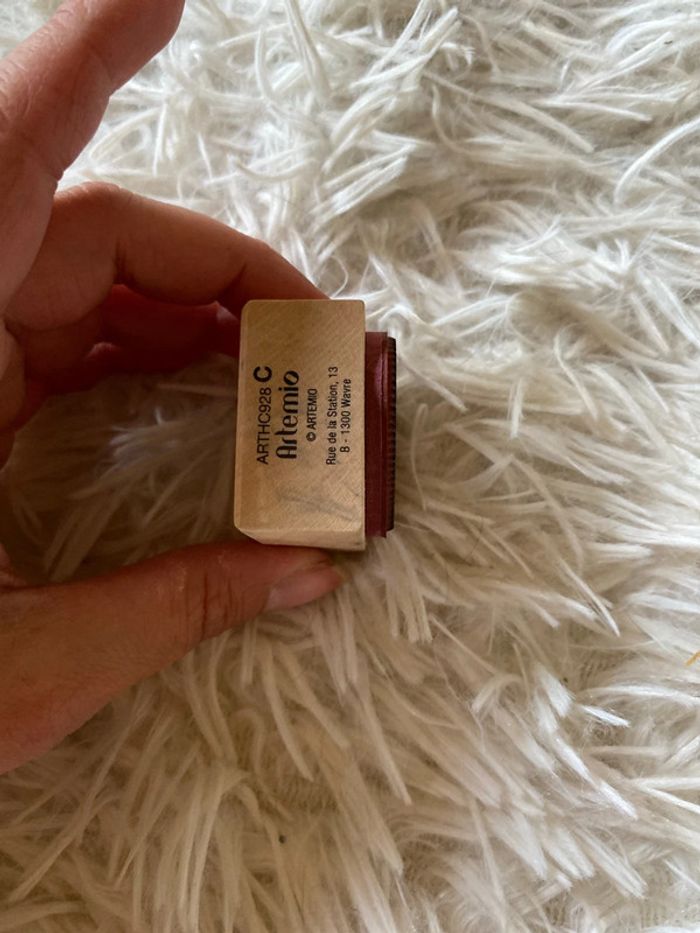 ARTHC928 C
Artemio
© ARTEMIO
Rue de la Station, 13
B - 1300 Wavre